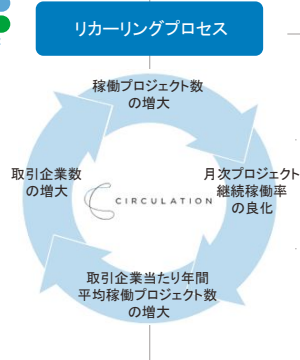 リカーリングプロセス
稼働プロジェクト数
の増大
取引企業数
の増大
CIRCULATION
月次プロジェクト
継続稼働率
の良化
取引企業当たり年間
平均稼働プロジェクト数
の増大